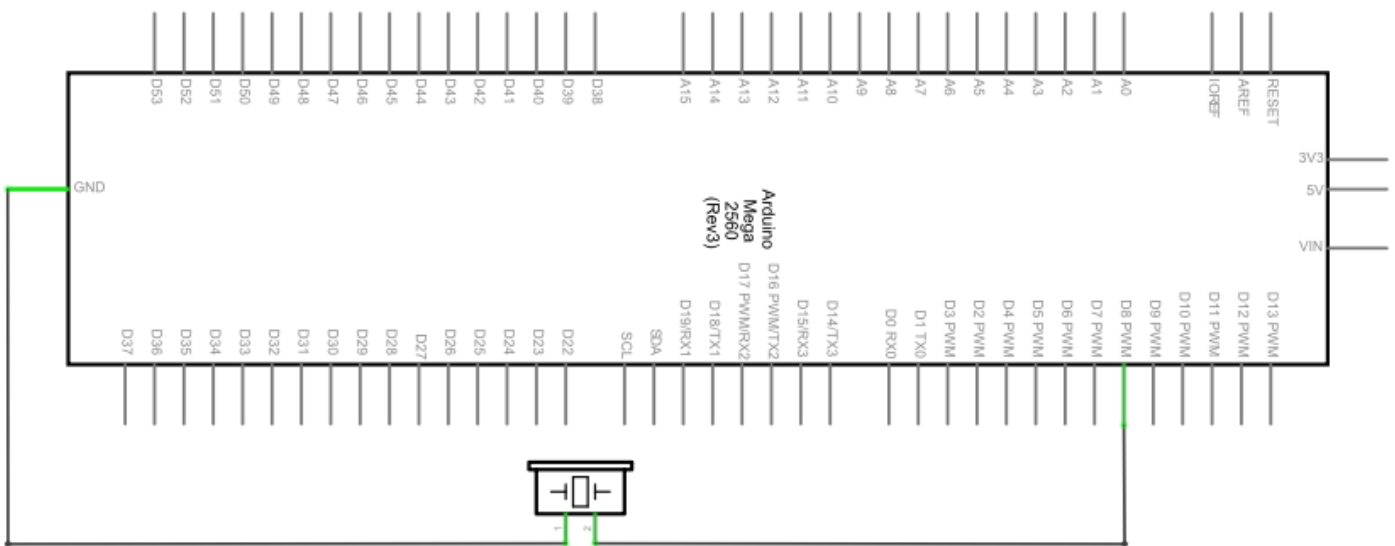 D53
D52
D51
D50
D49
D48
D47
D46
D45
D44
D43
D42
D41
D40
D39
D38
A15
A14
A13
A12
A11
A10
A9
A8
A7
A6
A5
A4
A3
A2
A1
A0
IOREF
AREF
RESET
3V3
5V
VIN
GND
Arduino
Mega
2560
(Rev3)
D37
D36
D35
D34
D33
D32
D31
D30
D29
D28
D27
D26
D25
D24
D23
D22
SCL
SDA
D19/RX1
D18/TX1
D17 PWM/RX2
D16 PWM/TX2
D15/RX3
D14/TX3
D0 RX0
D1 TX0
D3 PWM
D2 PWM
D4 PWM
D5 PWM
D6 PWM
D7 PWM
D8 PWM
D9 PWM
D10 PWM
D11 PWM
D12 PWM
D13 PWM
1
2